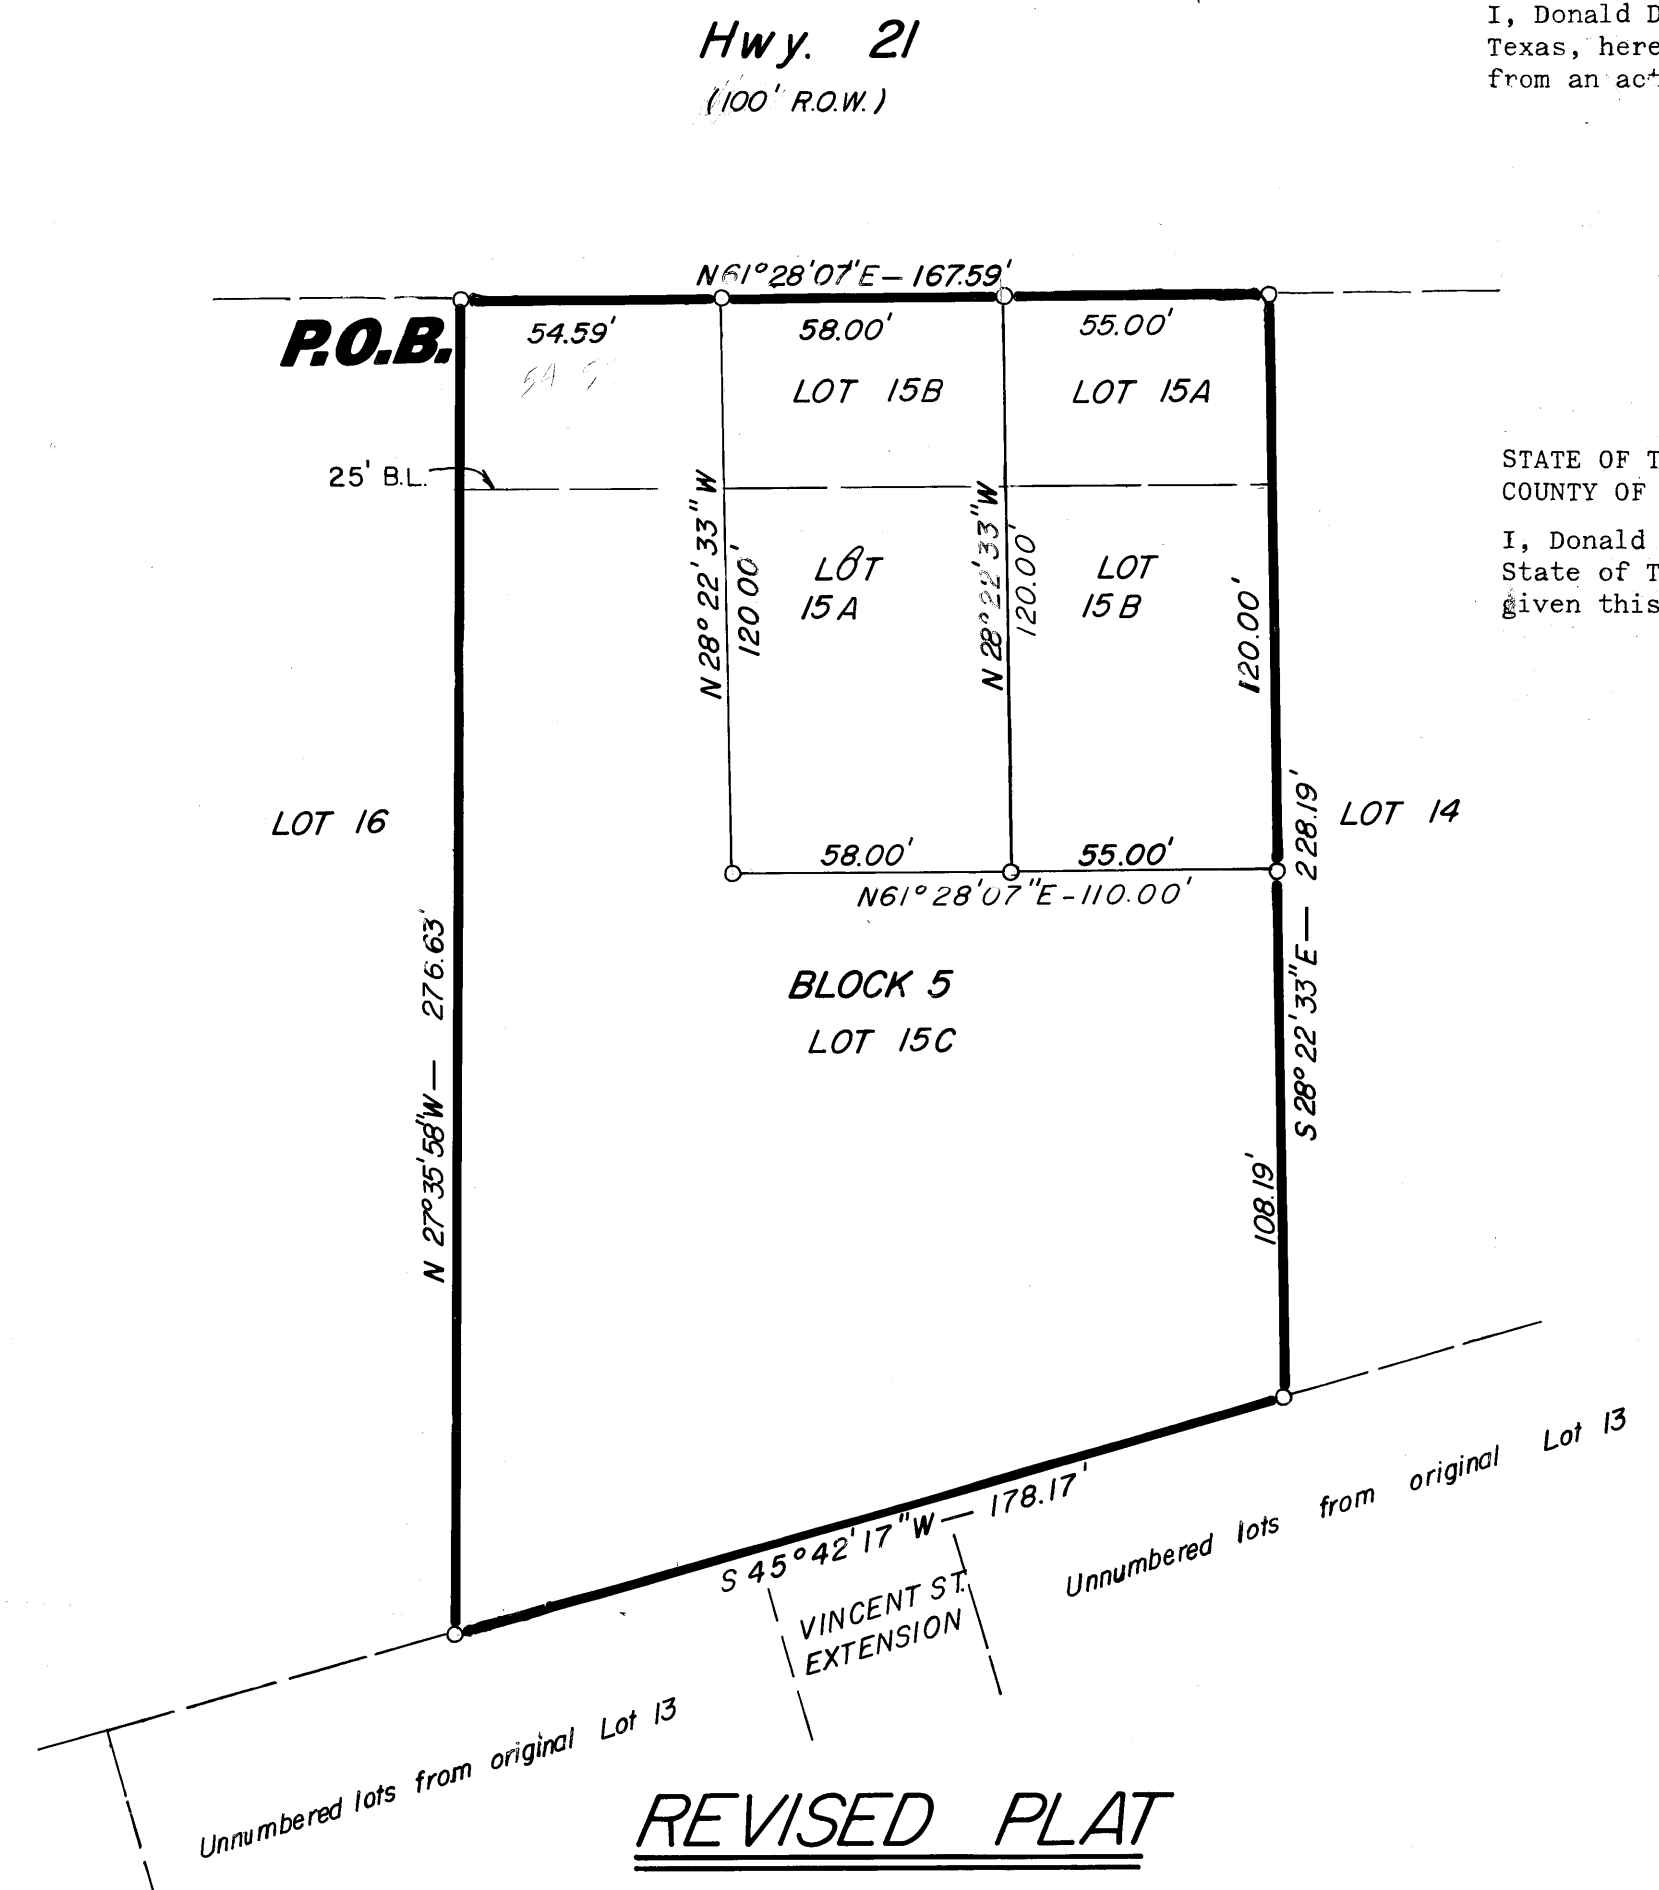 Hwy. 21
(100' R.O.W.)
I, Donald D
Texas, here
from an act
N61°28'07"E— 167.59'
P.O.B.
54.59'
58.00'
55.00'
LOT 15B
LOT 15A
25' B.L.
N 28° 22' 33" W
120 00'
LOT
15 A
N 28° 22' 33" W
120.00'
LOT
15 B
120.00'
STATE OF T
COUNTY OF
I, Donald
State of T
given this
LOT 16
LOT 14
58.00'
55.00'
N61°28'07"E-110.00'
S 28° 22' 33" E — 228.19'
N 27°35'58"W — 276.63'
BLOCK 5
LOT 15C
108.19'
S 45°42'17"W — 178.17'
VINCENT ST.
EXTENSION
Unnumbered lots from original Lot 13
Unnumbered lots from original Lot 13
REVISED PLAT